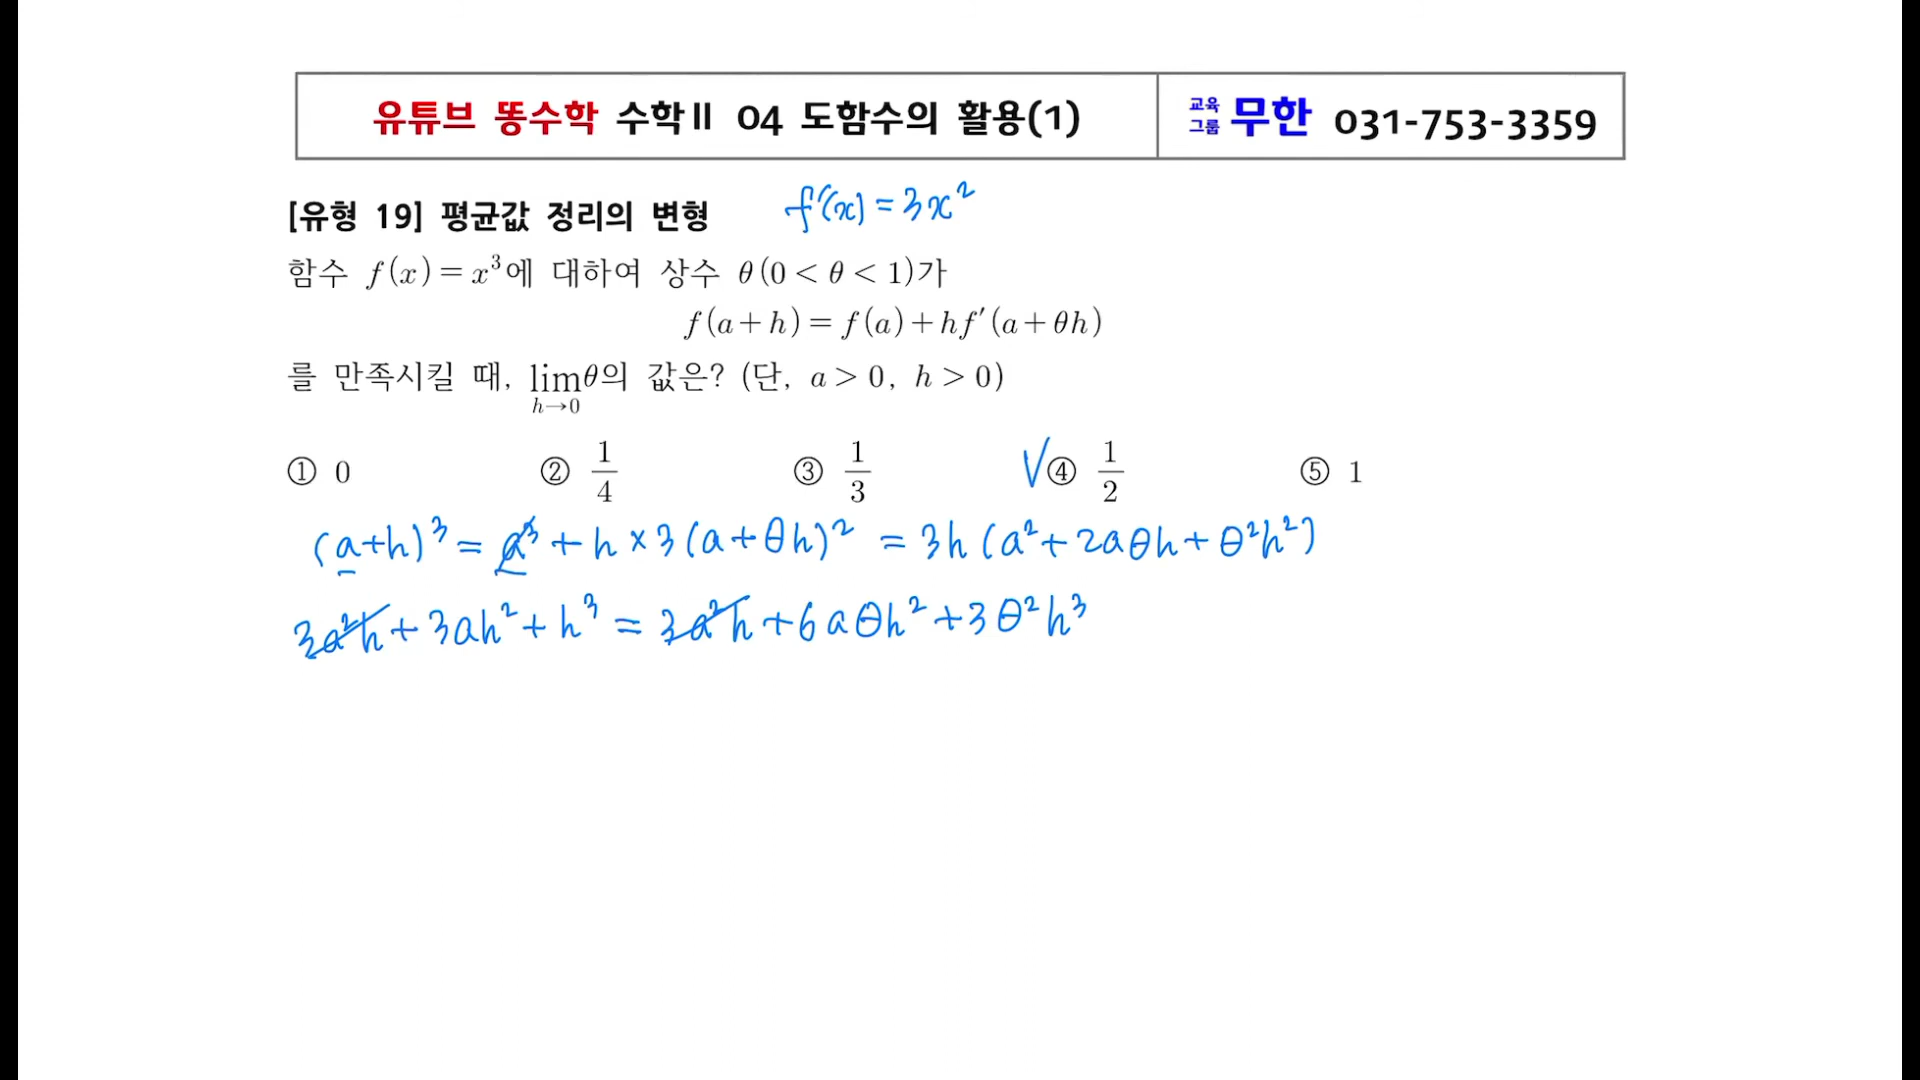 유튜브 똥수학 수학Ⅱ 04 도함수의 활용(1)
교육그룹 무한 031-753-3359
[유형 19] 평균값 정리의 변형
f′(x) = 3x²
함수 f(x) = x³에 대하여 상수 θ(0 < θ < 1)가
f(a+h) = f(a) + hf′(a+θh)
를 만족시킬 때, lim_{h→0} θ의 값은? (단, a > 0, h > 0)
① 0 ② 1/4 ③ 1/3 √④ 1/2 ⑤ 1
(a+h)³ = a³ + h × 3(a+θh)² = 3h(a² + 2aθh + θ²h²)
3a²h + 3ah² + h³ = 3a²h + 6aθh² + 3θ²h³